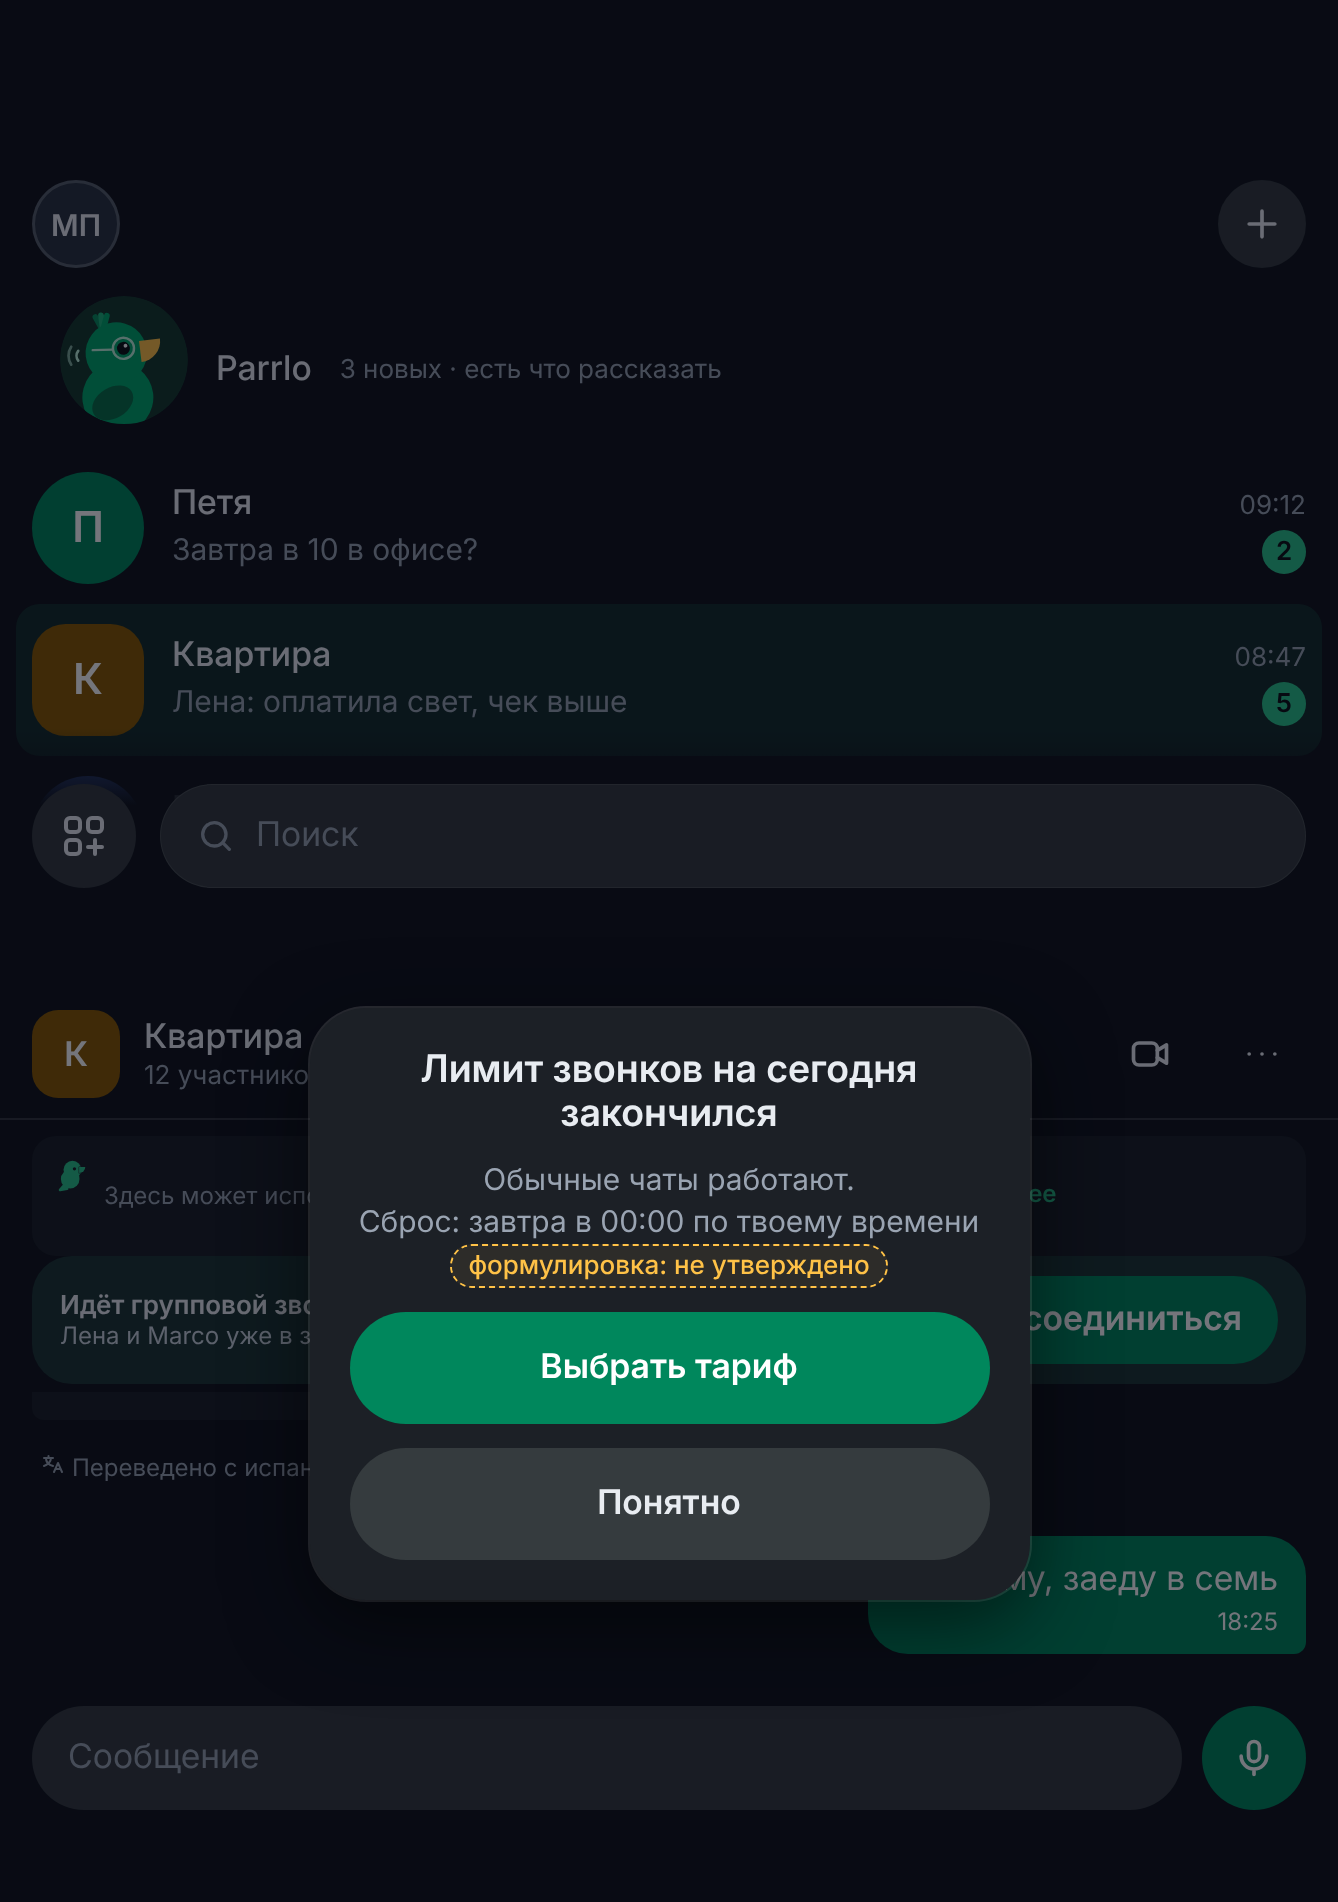 МП
Parrlo 3 новых · есть что рассказать
П
Петя
09:12
Завтра в 10 в офисе?
2
К
Квартира
08:47
Лена: оплатила свет, чек выше
5
Поиск
К
Квартира
12 участнико
Лимит звонков на сегодня
закончился
Обычные чаты работают.
Сброс: завтра в 00:00 по твоему времени
формулировка: не утверждено
Выбрать тариф
Понятно
Здесь может испо
ее
Идёт групповой зво
Лена и Marco уже в з
соединиться
Переведено с испан
му, заеду в семь
18:25
Сообщение